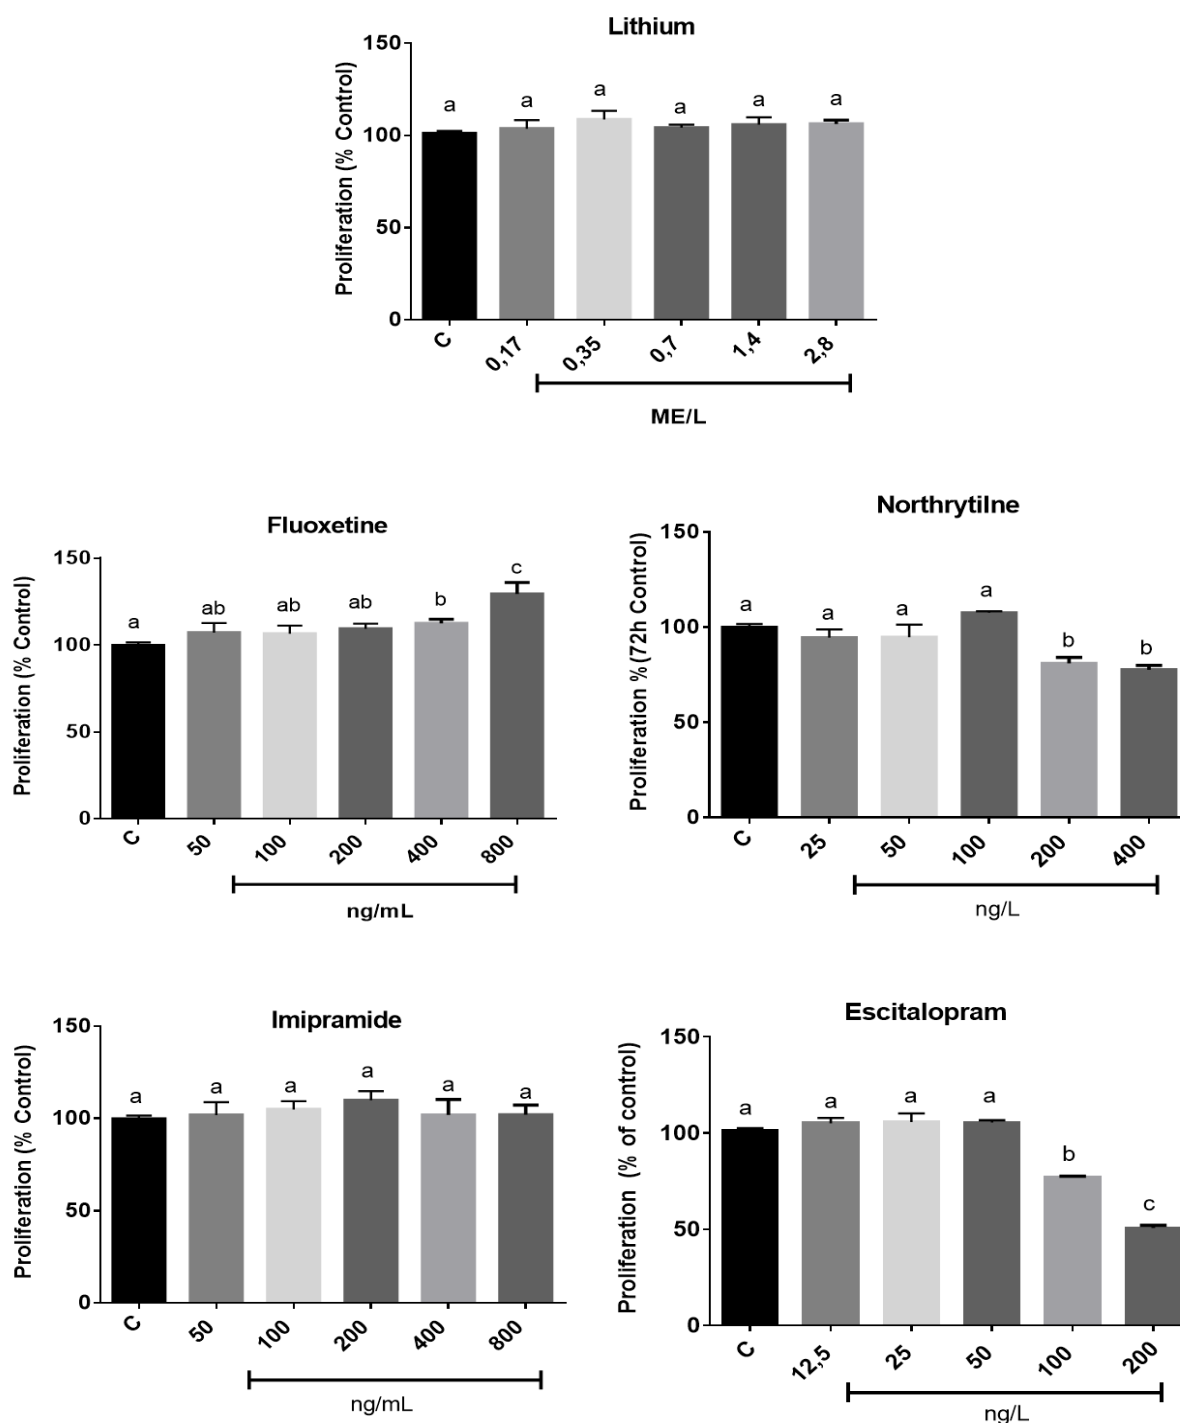 Lithium
Proliferation (% Control)
150
100
50
0
a a a a a a
C 0,17 0,35 0,7 1,4 2,8
ME/L
Fluoxetine
Proliferation (% Control)
150
100
50
0
a ab ab ab b c
C 50 100 200 400 800
ng/mL
Northrytilne
Proliferation % (72h Control)
150
100
50
0
a a a a b b
C 25 50 100 200 400
ng/L
Imipramide
Proliferation (% Control)
150
100
50
0
a a a a a a
C 50 100 200 400 800
ng/mL
Escitalopram
Proliferation (% of control)
150
100
50
0
a a a a b c
C 12,5 25 50 100 200
ng/L